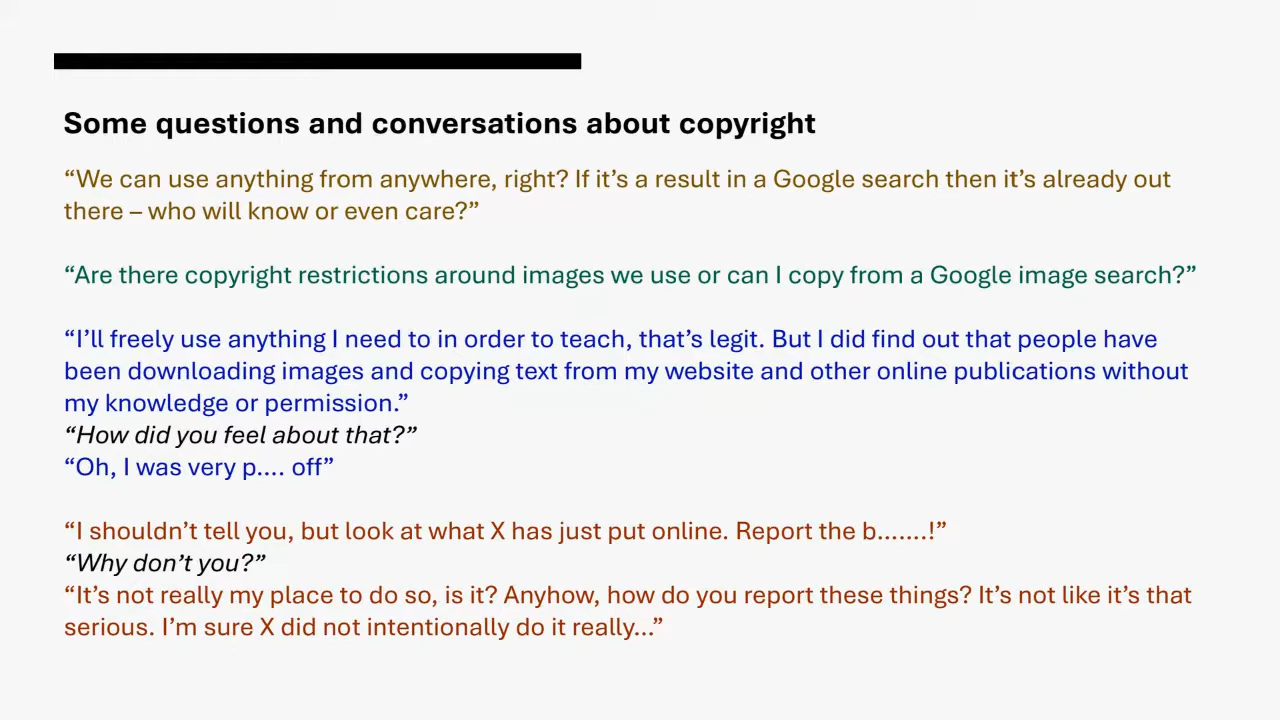 Some questions and conversations about copyright
“We can use anything from anywhere, right? If it’s a result in a Google search then it’s already out
there – who will know or even care?”
“Are there copyright restrictions around images we use or can I copy from a Google image search?”
“I’ll freely use anything I need to in order to teach, that’s legit. But I did find out that people have
been downloading images and copying text from my website and other online publications without
my knowledge or permission.”
“How did you feel about that?”
“Oh, I was very p.... off”
“I shouldn’t tell you, but look at what X has just put online. Report the b.......!”
“Why don’t you?”
“It’s not really my place to do so, is it? Anyhow, how do you report these things? It’s not like it’s that
serious. I’m sure X did not intentionally do it really...”